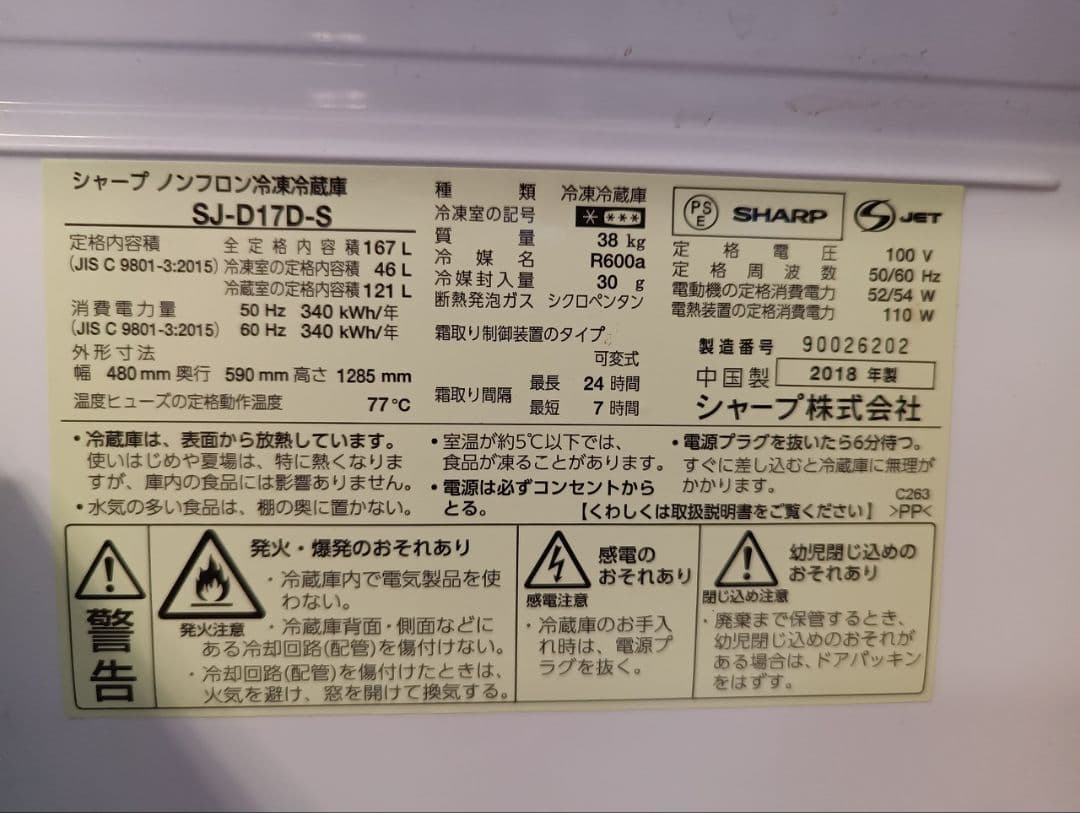 シャープ ノンフロン冷凍冷蔵庫
SJ-D17D-S
定格内容積 全定格内容積 167 L
(JIS C 9801-3:2015) 冷凍室の定格内容積 46 L
冷蔵室の定格内容積 121 L
消費電力量 50 Hz 340 kWh/年
(JIS C 9801-3:2015) 60 Hz 340 kWh/年
外形寸法
幅 480 mm 奥行 590 mm 高さ 1285 mm
温度ヒューズの定格動作温度 77℃
種類 冷凍冷蔵庫
冷凍室の記号 * ***
質量 38 kg
冷媒名 R600a
冷媒封入量 30 g
断熱発泡ガス シクロペンタン
霜取り制御装置のタイプ
可変式
霜取り間隔 最長 24 時間
最短 7 時間
PS
E
SHARP
S JET
定格電圧 100 V
定格周波数 50/60 Hz
電動機の定格消費電力 52/54 W
電熱装置の定格消費電力 110 W
製造番号 90026202
中国製 2018 年製
シャープ株式会社
・冷蔵庫は、表面から放熱しています。
使いはじめや夏場は、特に熱くなりま
すが、庫内の食品には影響ありません。
・水気の多い食品は、棚の奥に置かない。
・室温が約5℃以下では、
食品が凍ることがあります。
・電源は必ずコンセントから
とる。
・電源プラグを抜いたら6分待つ。
すぐに差し込むと冷蔵庫に無理が
かかります。
C263
【くわしくは取扱説明書をご覧ください】 >PP<
警告
発火・爆発のおそれあり
発火注意
・冷蔵庫内で電気製品を使
わない。
・冷蔵庫背面・側面などに
ある冷却回路(配管)を傷付けない。
・冷却回路(配管)を傷付けたときは、
火気を避け、窓を開けて換気する。
感電の
おそれあり
感電注意
・冷蔵庫のお手入
れ時は、電源プ
ラグを抜く。
幼児閉じ込めの
おそれあり
閉じ込め注意
・廃棄まで保管するとき、
幼児閉じ込めのおそれが
ある場合は、ドアパッキン
をはずす。